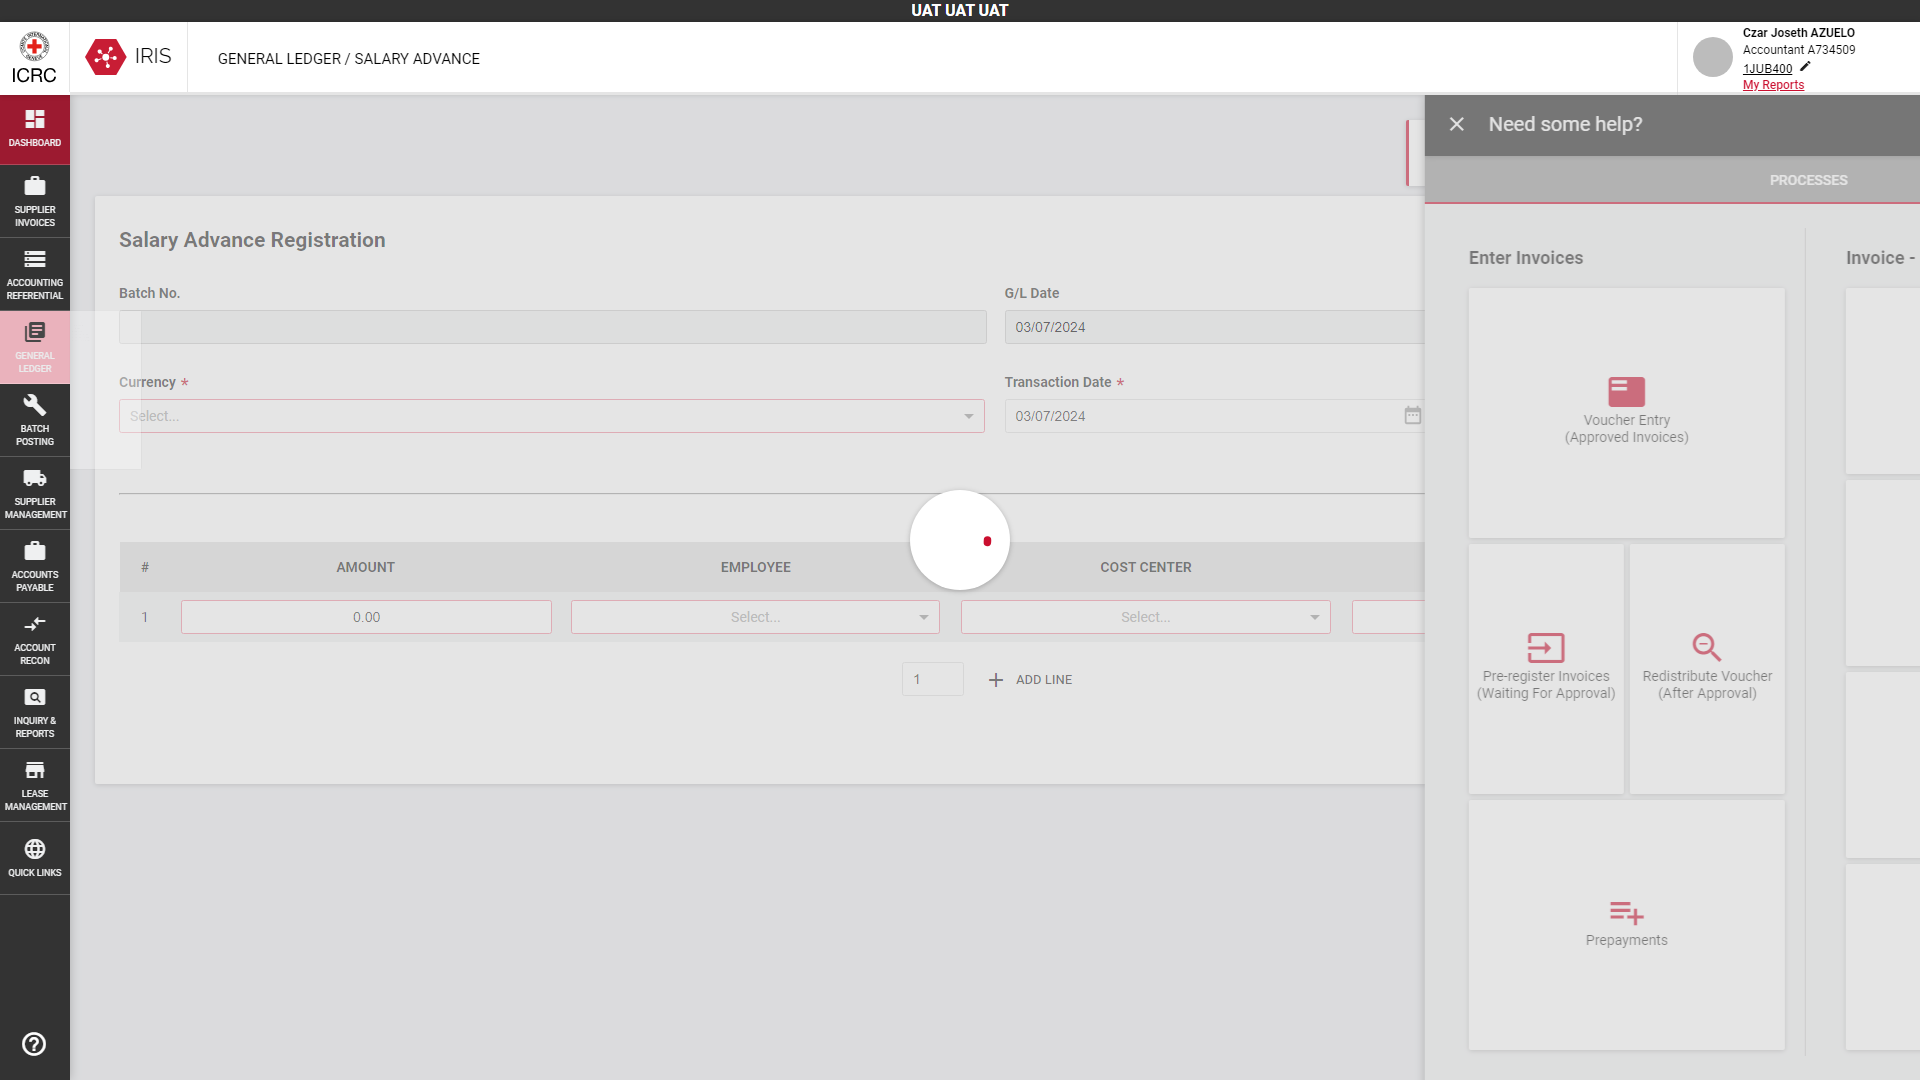 UAT UAT UAT
ICRC
IRIS
GENERAL LEDGER / SALARY ADVANCE
Czar Joseth AZUELO
Accountant A734509
1JUB400
My Reports
DASHBOARD
SUPPLIER
INVOICES
ACCOUNTING
REFERENTIAL
GENERAL
LEDGER
BATCH
POSTING
SUPPLIER
MANAGEMENT
ACCOUNTS
PAYABLE
ACCOUNT
RECON
INQUIRY &
REPORTS
LEASE
MANAGEMENT
QUICK LINKS
Salary Advance Registration
Batch No.
G/L Date
03/07/2024
Currency *
Transaction Date *
Select...
03/07/2024
# AMOUNT EMPLOYEE COST CENTER
1 0.00 Select... Select...
1 ADD LINE
Need some help?
PROCESSES
Enter Invoices
Invoice -
Voucher Entry
(Approved Invoices)
Pre-register Invoices
(Waiting For Approval)
Redistribute Voucher
(After Approval)
Prepayments